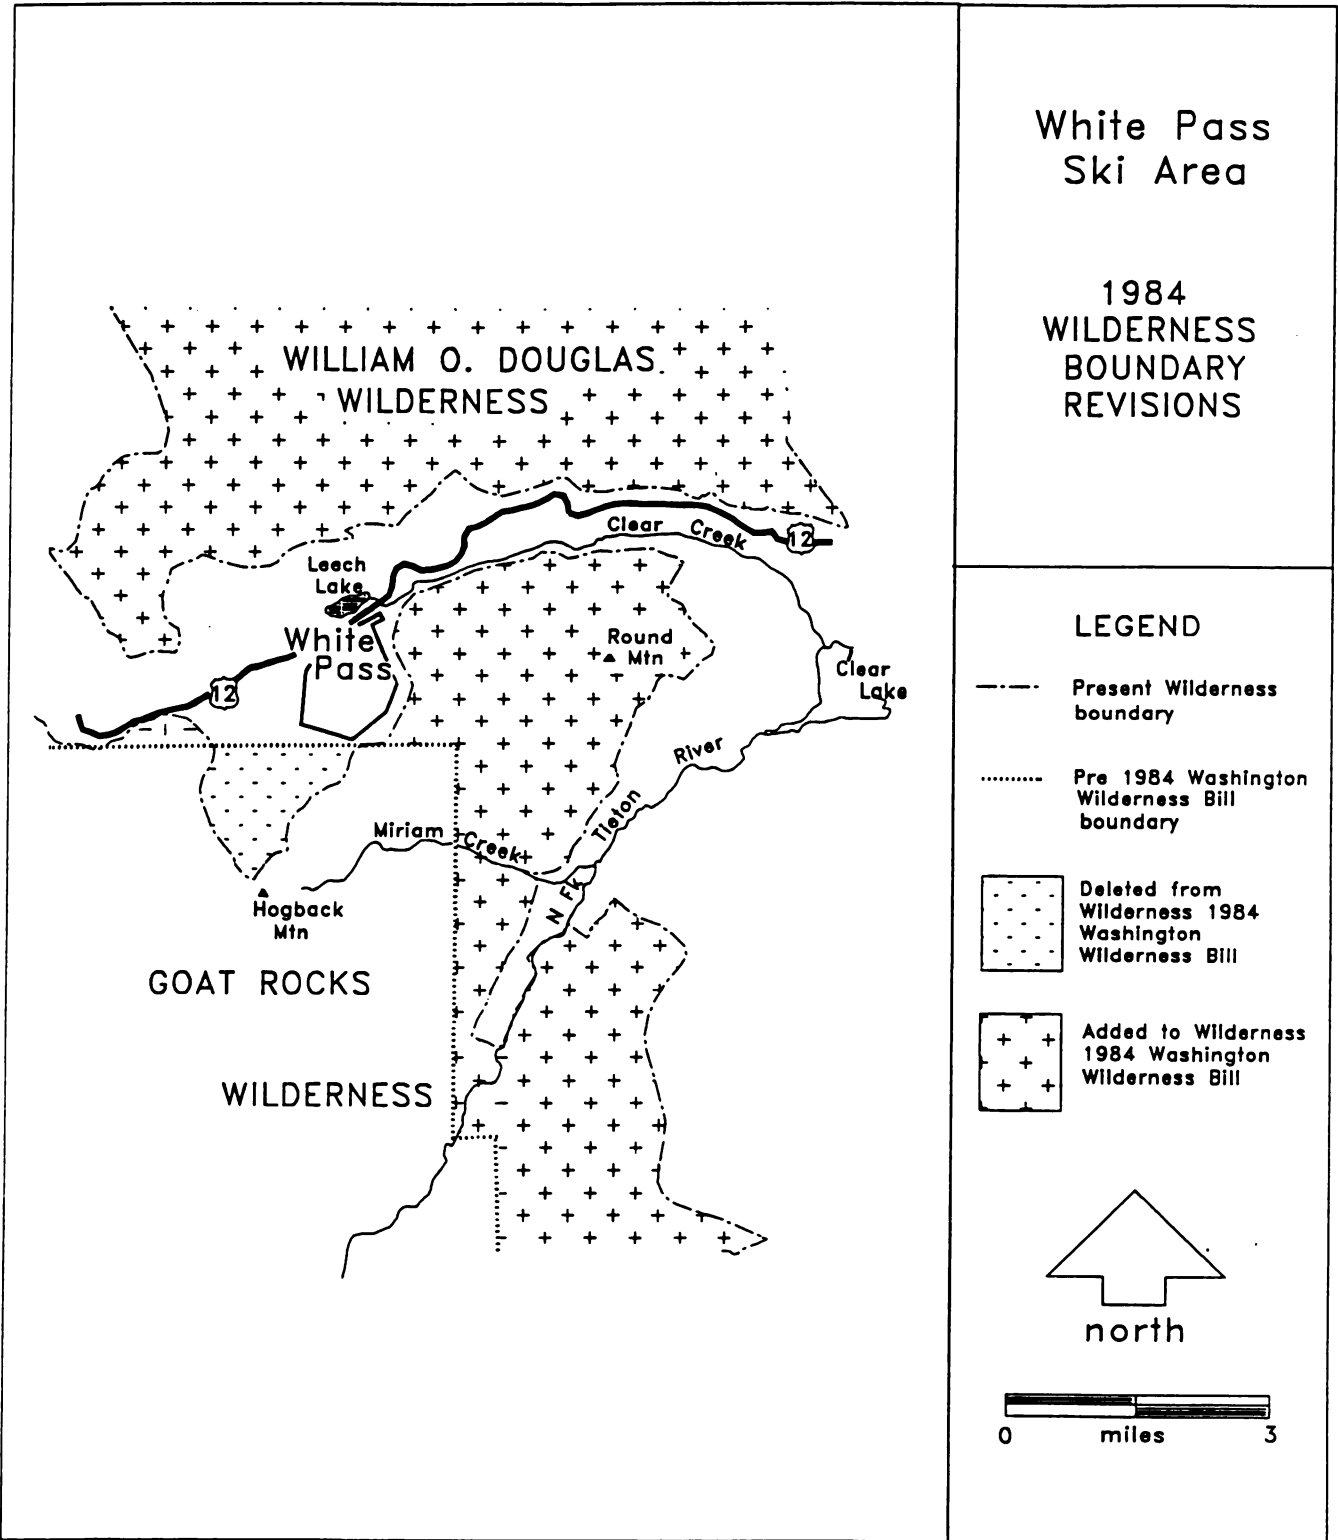 White Pass
Ski Area
1984
WILDERNESS
BOUNDARY
REVISIONS
WILLIAM O. DOUGLAS
WILDERNESS
Clear Creek
12
Leech
Lake
White
Pass
Round
Mtn
Clear
Lake
12
River
Tieton
N Fk
Miriam Creek
Hogback
Mtn
GOAT ROCKS
WILDERNESS
LEGEND
Present Wilderness
boundary
Pre 1984 Washington
Wilderness Bill
boundary
Deleted from
Wilderness 1984
Washington
Wilderness Bill
Added to Wilderness
1984 Washington
Wilderness Bill
north
0 miles 3